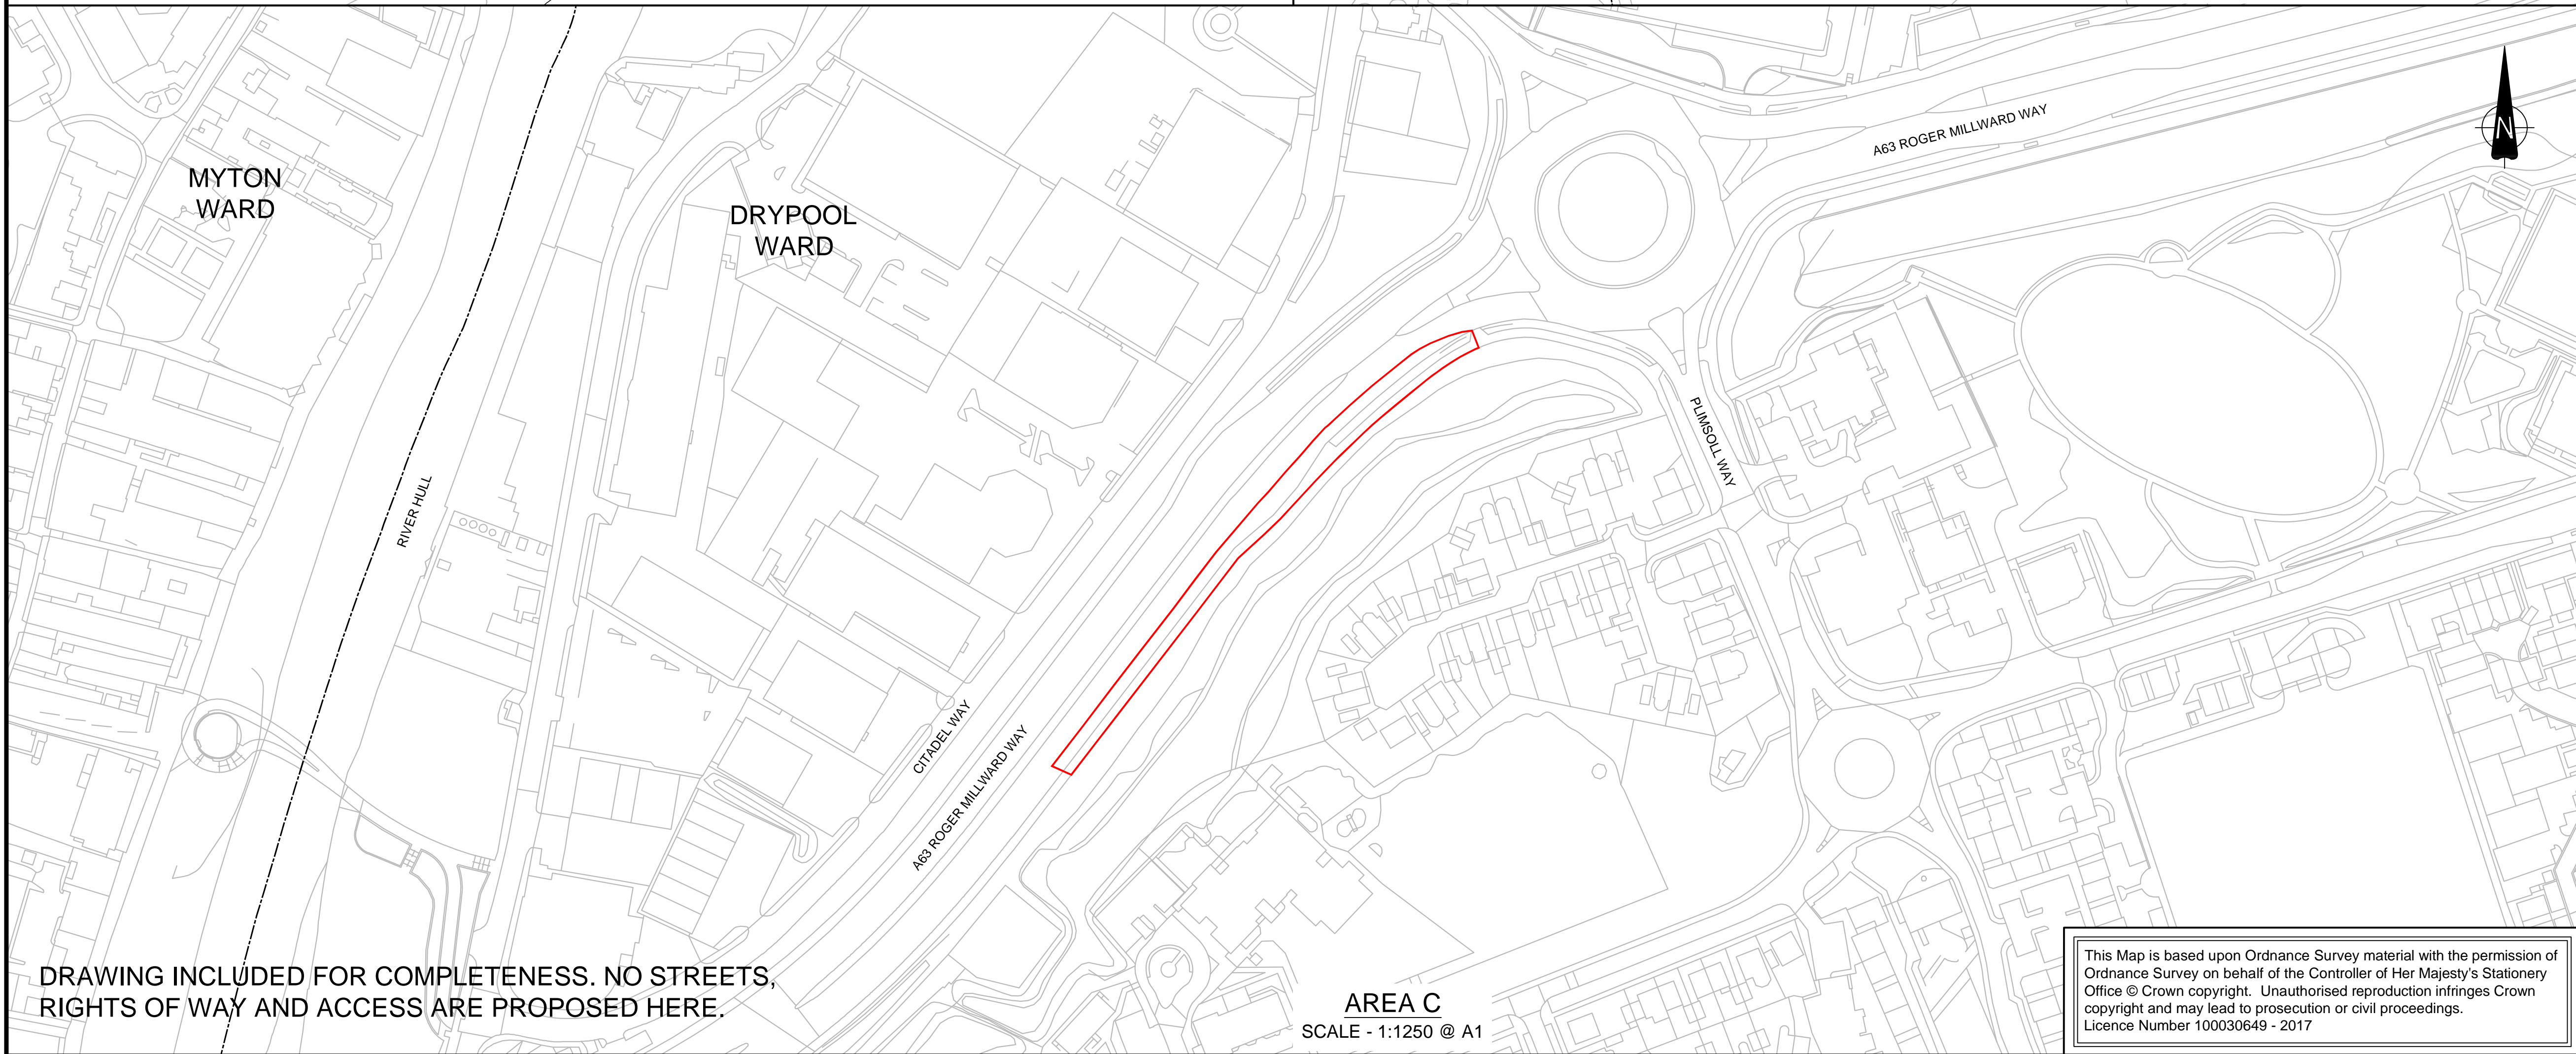 MYTON
WARD
DRYPOOL
WARD
A63 ROGER MILLWARD WAY
N
PLIMSOLL WAY
RIVER HULL
CITADEL WAY
A63 ROGER MILLWARD WAY
DRAWING INCLUDED FOR COMPLETENESS. NO STREETS,
RIGHTS OF WAY AND ACCESS ARE PROPOSED HERE.
AREA C
SCALE - 1:1250 @ A1
This Map is based upon Ordnance Survey material with the permission of
Ordnance Survey on behalf of the Controller of Her Majesty's Stationery
Office © Crown copyright. Unauthorised reproduction infringes Crown
copyright and may lead to prosecution or civil proceedings.
Licence Number 100030649 - 2017